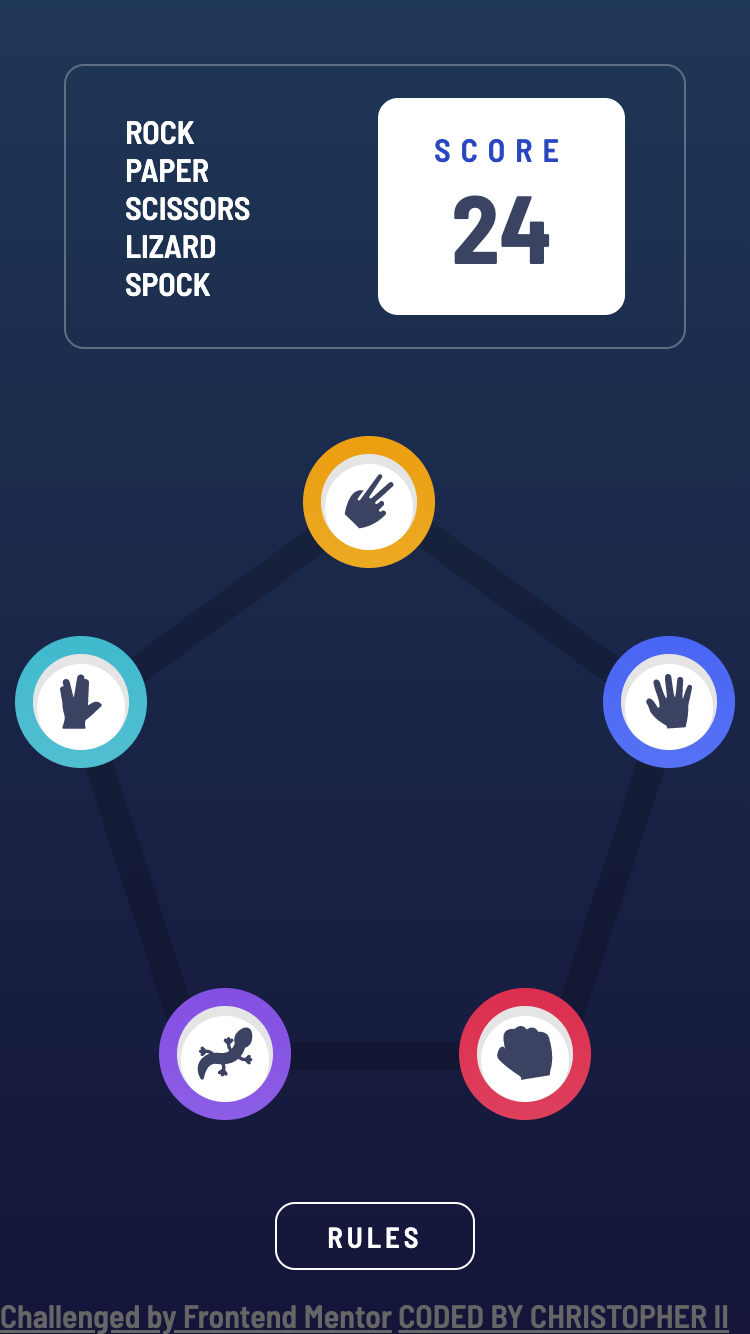 ROCK
PAPER
SCISSORS
LIZARD
SPOCK
SCORE
24
RULES
Challenged by Frontend Mentor CODED BY CHRISTOPHER II